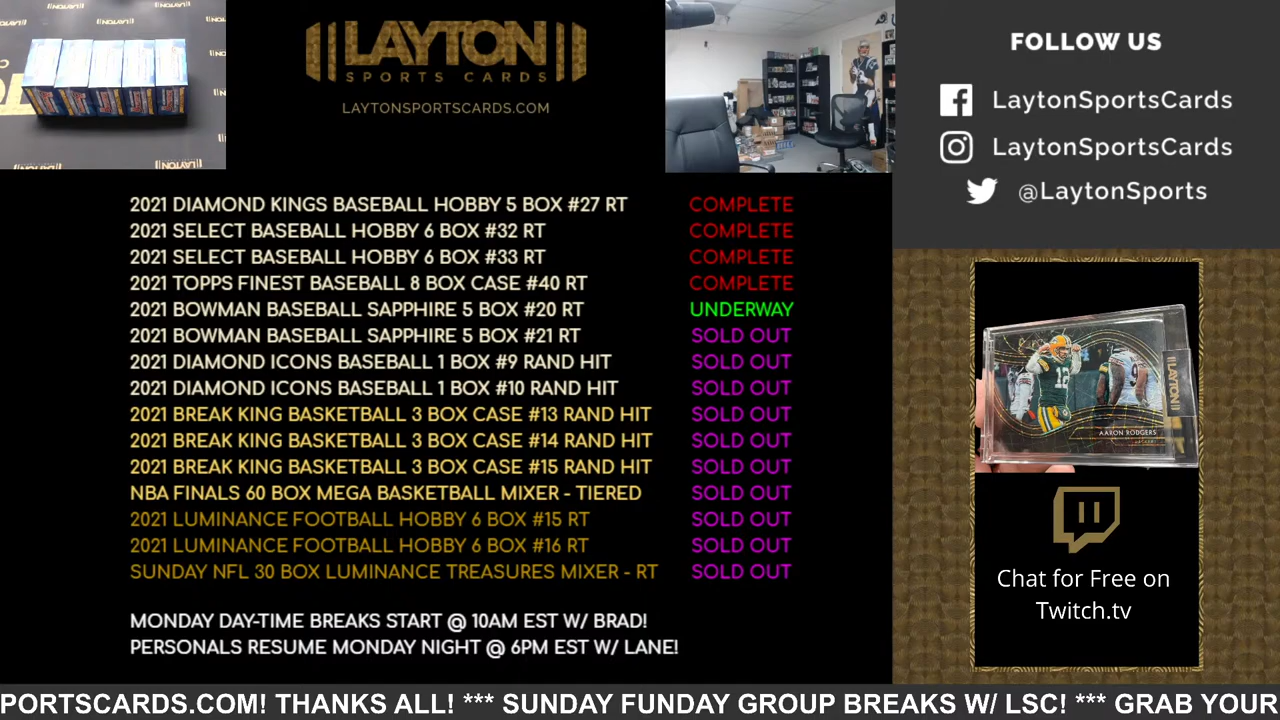 LAYTON
SPORTS CARDS
LAYTONSPORTSCARDS.COM
FOLLOW US
LaytonSportsCards
LaytonSportsCards
@LaytonSports
2021 DIAMOND KINGS BASEBALL HOBBY 5 BOX #27 RT COMPLETE
2021 SELECT BASEBALL HOBBY 6 BOX #32 RT COMPLETE
2021 SELECT BASEBALL HOBBY 6 BOX #33 RT COMPLETE
2021 TOPPS FINEST BASEBALL 8 BOX CASE #40 RT COMPLETE
2021 BOWMAN BASEBALL SAPPHIRE 5 BOX #20 RT UNDERWAY
2021 BOWMAN BASEBALL SAPPHIRE 5 BOX #21 RT SOLD OUT
2021 DIAMOND ICONS BASEBALL 1 BOX #9 RAND HIT SOLD OUT
2021 DIAMOND ICONS BASEBALL 1 BOX #10 RAND HIT SOLD OUT
2021 BREAK KING BASKETBALL 3 BOX CASE #13 RAND HIT SOLD OUT
2021 BREAK KING BASKETBALL 3 BOX CASE #14 RAND HIT SOLD OUT
2021 BREAK KING BASKETBALL 3 BOX CASE #15 RAND HIT SOLD OUT
NBA FINALS 60 BOX MEGA BASKETBALL MIXER - TIERED SOLD OUT
2021 LUMINANCE FOOTBALL HOBBY 6 BOX #15 RT SOLD OUT
2021 LUMINANCE FOOTBALL HOBBY 6 BOX #16 RT SOLD OUT
SUNDAY NFL 30 BOX LUMINANCE TREASURES MIXER - RT SOLD OUT
MONDAY DAY-TIME BREAKS START @ 10AM EST W/ BRAD!
PERSONALS RESUME MONDAY NIGHT @ 6PM EST W/ LANE!
12
AARON RODGERS
LAYTON
Chat for Free on
Twitch.tv
PORTSCARDS.COM! THANKS ALL! *** SUNDAY FUNDAY GROUP BREAKS W/ LSC! *** GRAB YOUR